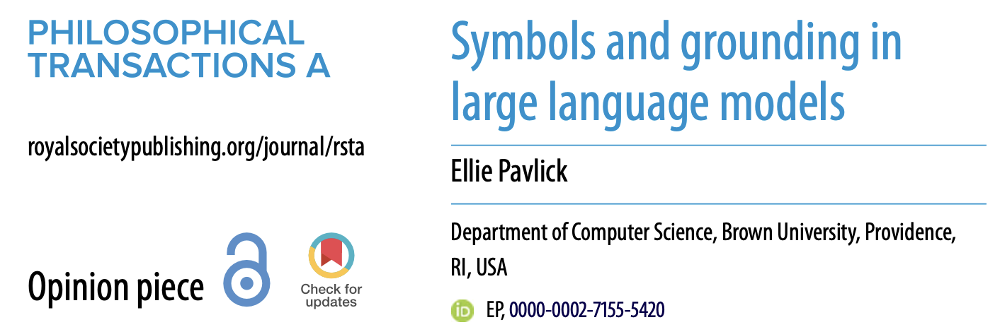 PHILOSOPHICAL
TRANSACTIONS A
royalsocietypublishing.org/journal/rsta
Opinion piece
Check for
updates
Symbols and grounding in
large language models
Ellie Pavlick
Department of Computer Science, Brown University, Providence,
RI, USA
iD EP, 0000-0002-7155-5420